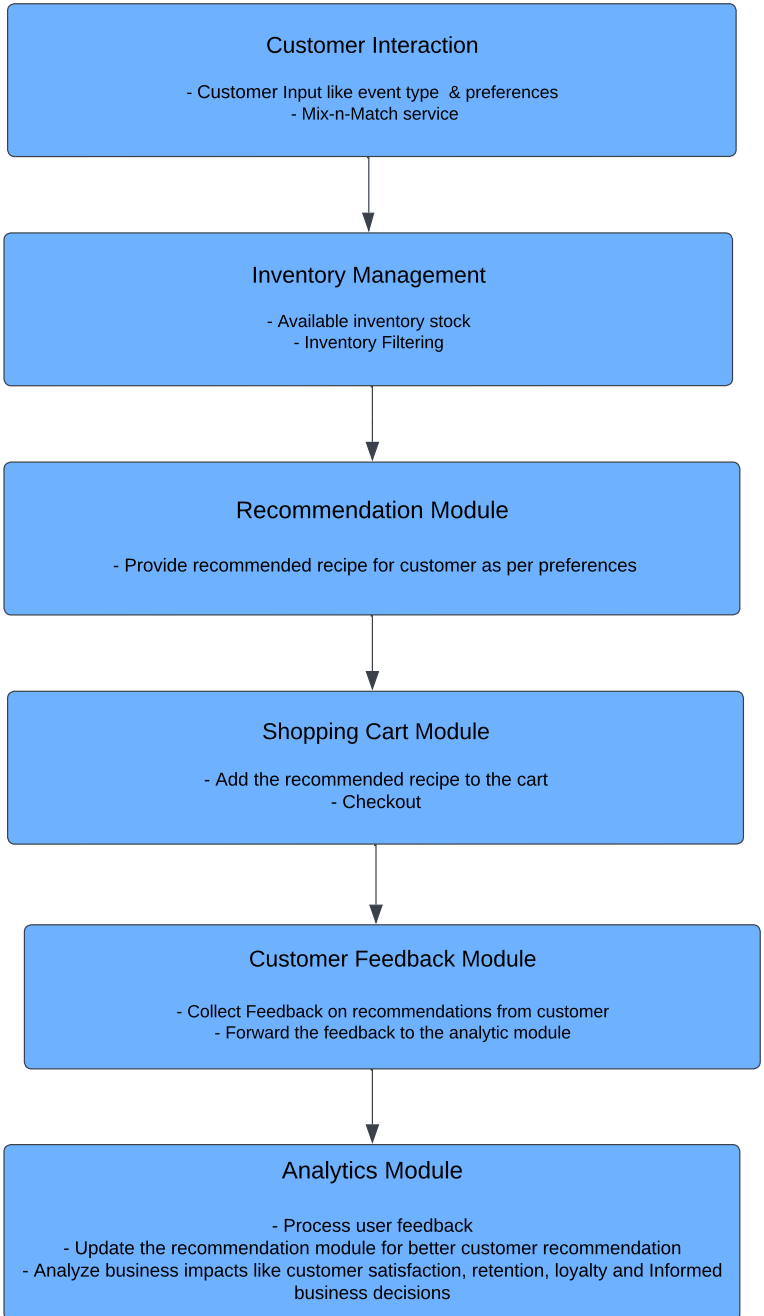 Customer Interaction
- Customer Input like event type  & preferences
- Mix-n-Match service
Inventory Management
- Available inventory stock
- Inventory Filtering
Recommendation Module
- Provide recommended recipe for customer as per preferences
Shopping Cart Module
- Add the recommended recipe to the cart
- Checkout
Customer Feedback Module
- Collect Feedback on recommendations from customer
- Forward the feedback to the analytic module
Analytics Module
- Process user feedback
- Update the recommendation module for better customer recommendation
- Analyze business impacts like customer satisfaction, retention, loyalty and Informed
business decisions